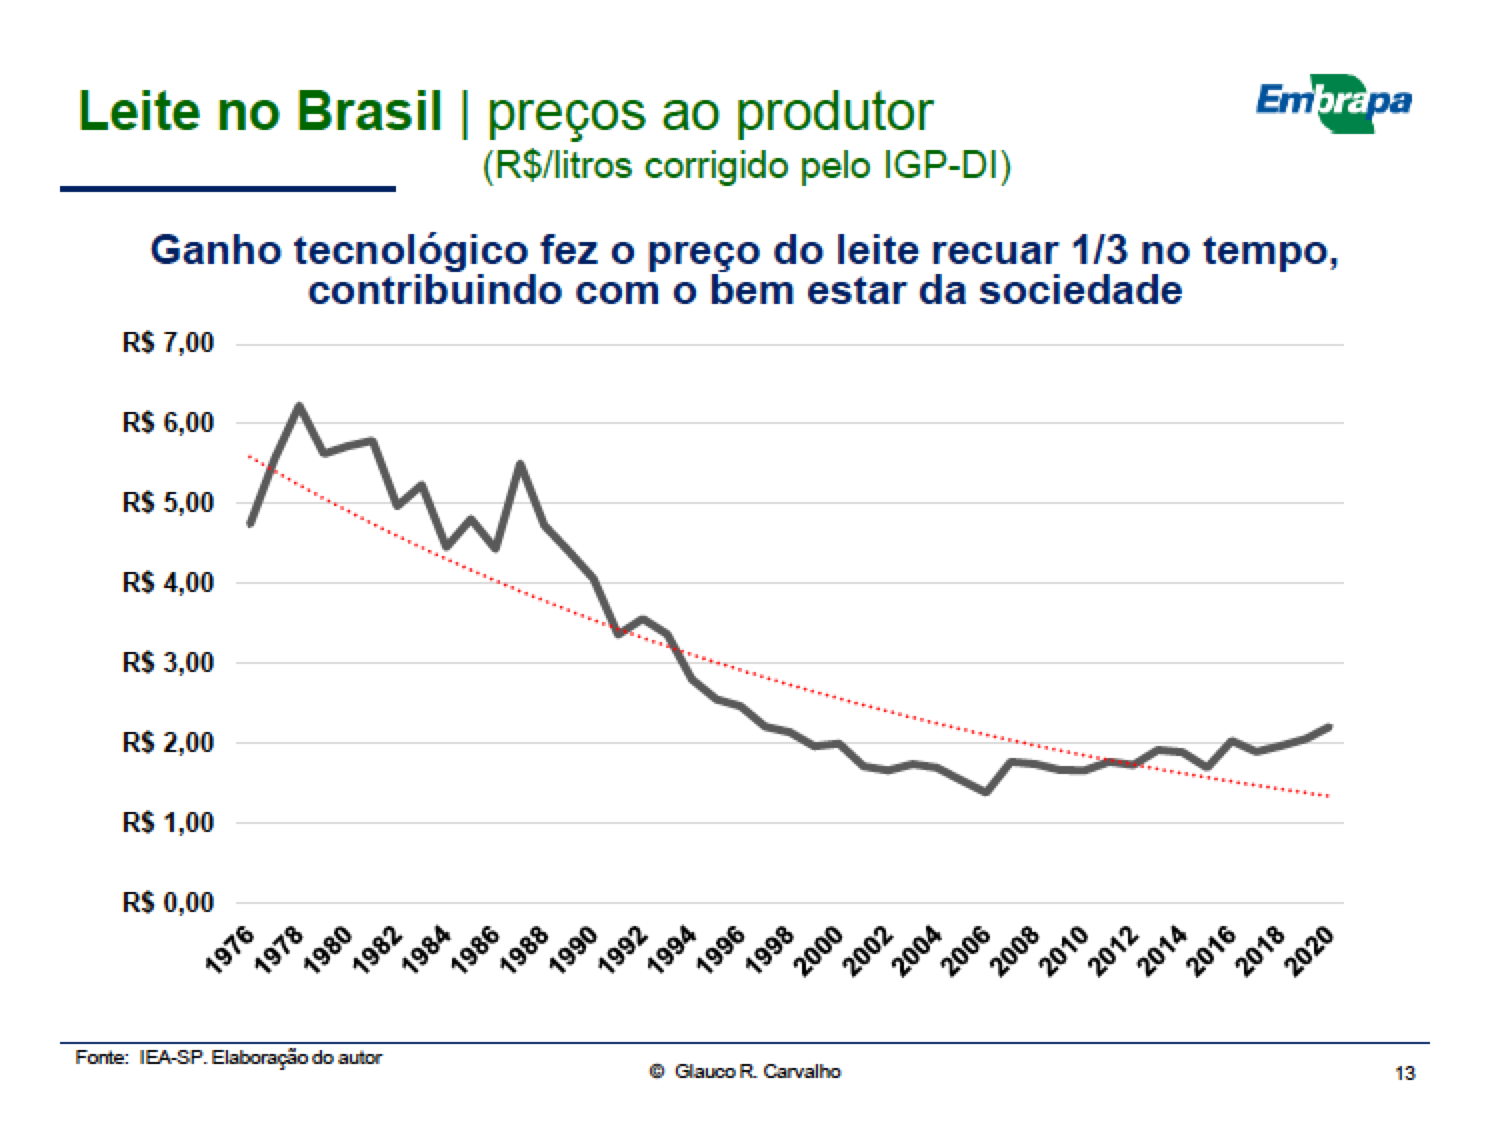 Leite no Brasil | preços ao produtor
(R$/litros corrigido pelo IGP-DI)
Embrapa
Ganho tecnológico fez o preço do leite recuar 1/3 no tempo,
contribuindo com o bem estar da sociedade
R$ 7,00
R$ 6,00
R$ 5,00
R$ 4,00
R$ 3,00
R$ 2,00
R$ 1,00
R$ 0,00
1976 1978 1980 1982 1984 1986 1988 1990 1992 1994 1996 1998 2000 2002 2004 2006 2008 2010 2012 2014 2016 2018 2020
Fonte: IEA-SP. Elaboração do autor
© Glauco R. Carvalho
13